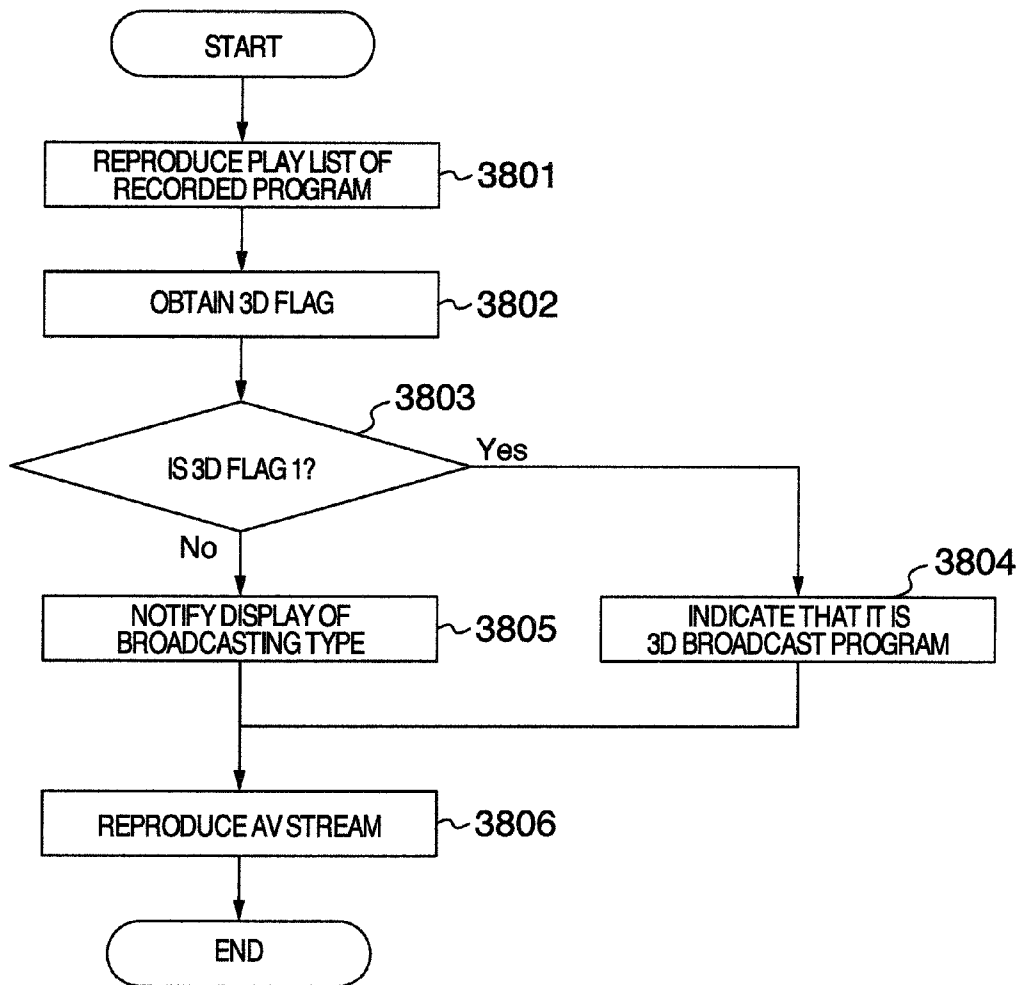 START
REPRODUCE PLAY LIST OF
RECORDED PROGRAM
3801
OBTAIN 3D FLAG
3802
3803
IS 3D FLAG 1?
Yes
No
3804
NOTIFY DISPLAY OF
BROADCASTING TYPE
3805
INDICATE THAT IT IS
3D BROADCAST PROGRAM
REPRODUCE AV STREAM
3806
END